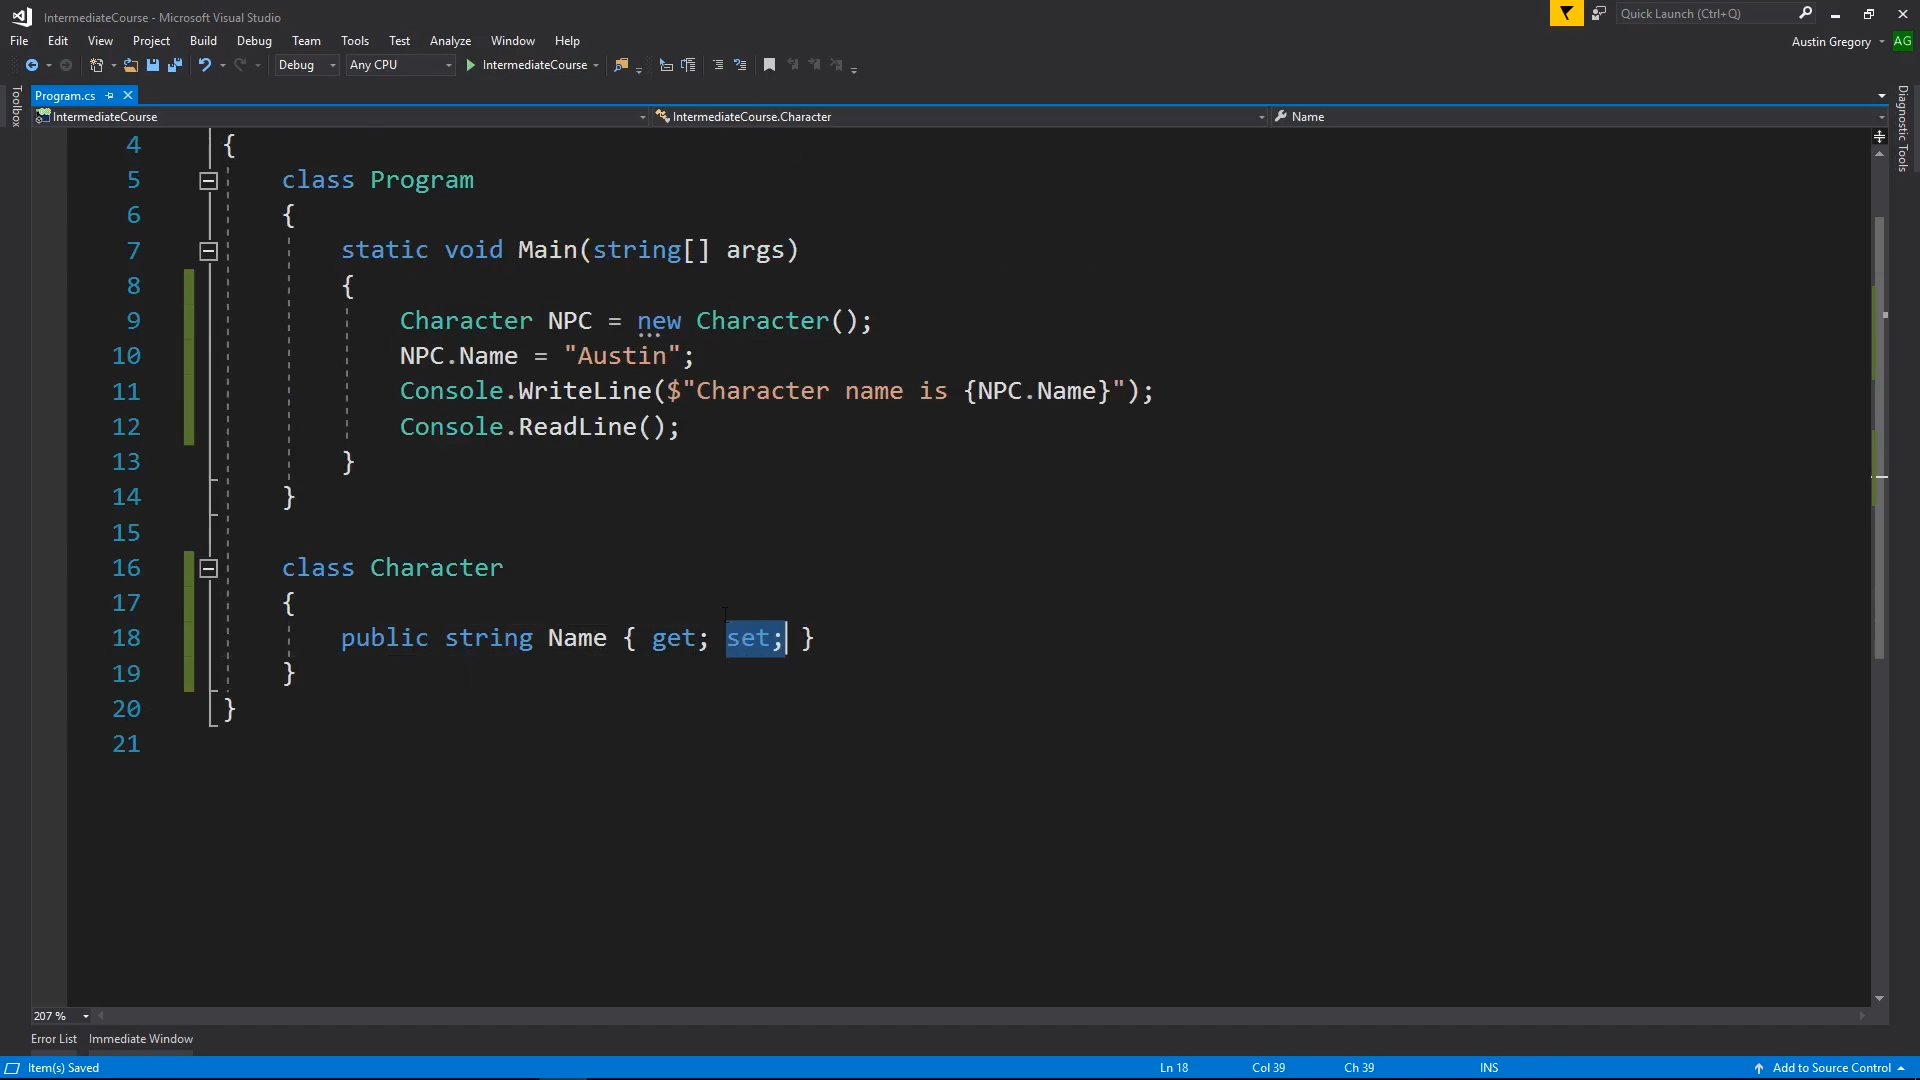 IntermediateCourse - Microsoft Visual Studio
Quick Launch (Ctrl+Q)
File Edit View Project Build Debug Team Tools Test Analyze Window Help
Austin Gregory AG
Debug Any CPU IntermediateCourse
Toolbox
Program.cs
Diagnostic Tools
IntermediateCourse IntermediateCourse.Character Name
4 {
5 class Program
6 {
7 static void Main(string[] args)
8 {
9 Character NPC = new Character();
10 NPC.Name = "Austin";
11 Console.WriteLine($"Character name is {NPC.Name}");
12 Console.ReadLine();
13 }
14 }
15
16 class Character
17 {
18 public string Name { get; set; }
19 }
20 }
21
207 %
Error List Immediate Window
Item(s) Saved Ln 18 Col 39 Ch 39 INS Add to Source Control